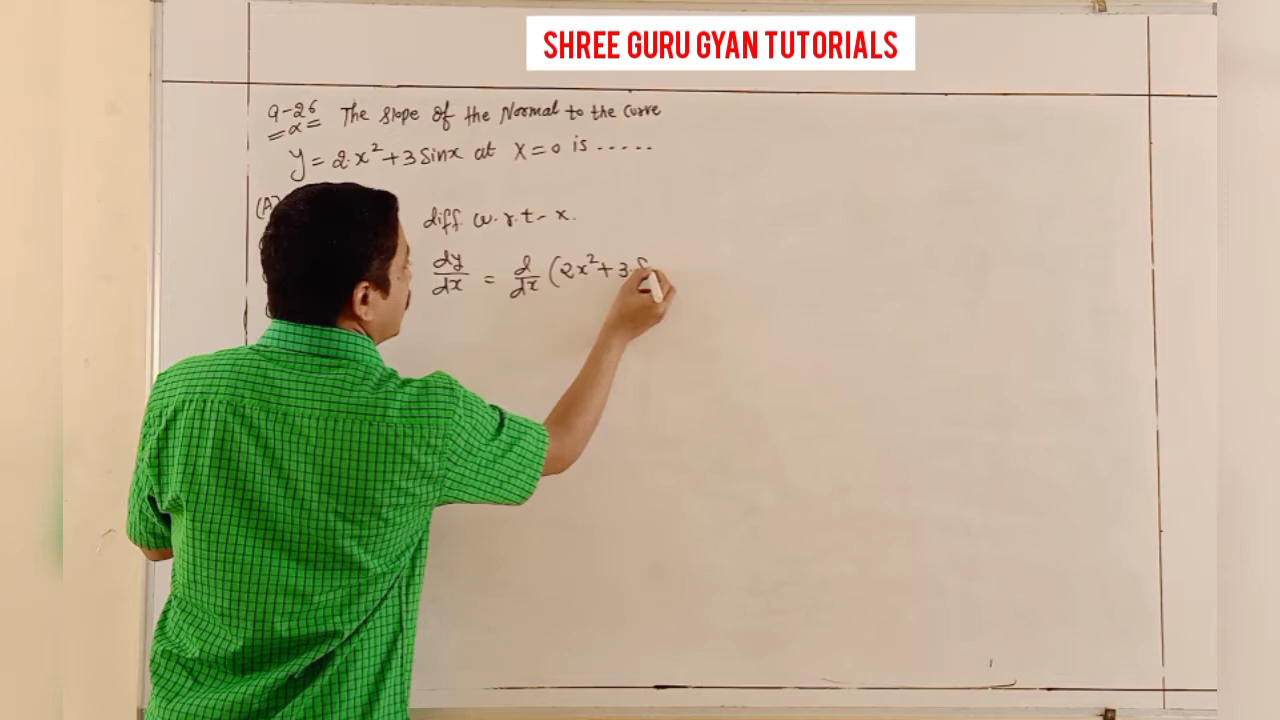 SHREE GURU GYAN TUTORIALS
Q-26 The Slope of the Normal to the curve
y = 2x² + 3 Sinx at x = 0 is .....
(A)
diff w.r.t- x.
dy/dx = d/dx (2x² + 3.S